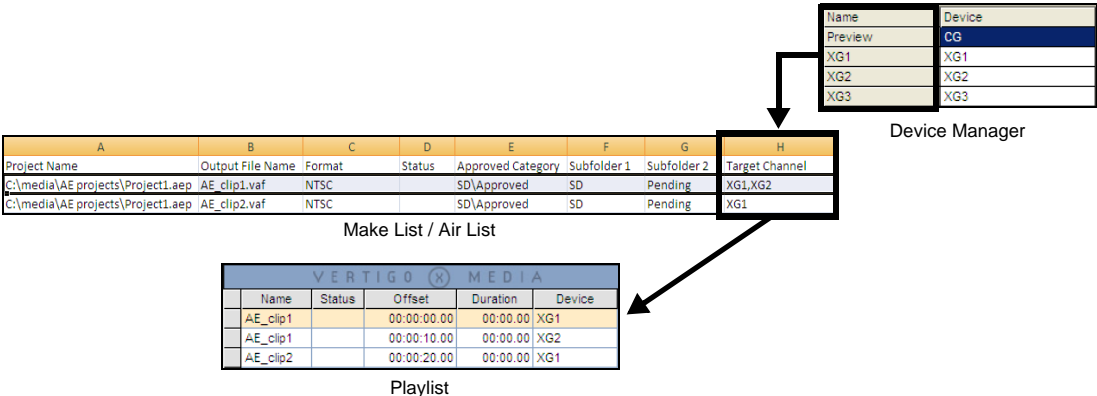 Name Device
Preview CG
XG1 XG1
XG2 XG2
XG3 XG3
Device Manager
A B C D E F G H
Project Name Output File Name Format Status Approved Category Subfolder 1 Subfolder 2 Target Channel
C:\media\AE projects\Project1.aep AE_clip1.vaf NTSC SD\Approved SD Pending XG1,XG2
C:\media\AE projects\Project1.aep AE_clip2.vaf NTSC SD\Approved SD Pending XG1
Make List / Air List
VERTIGO X MEDIA
Name Status Offset Duration Device
AE_clip1 00:00:00.00 00:00.00 XG1
AE_clip1 00:00:10.00 00:00.00 XG2
AE_clip2 00:00:20.00 00:00.00 XG1
Playlist